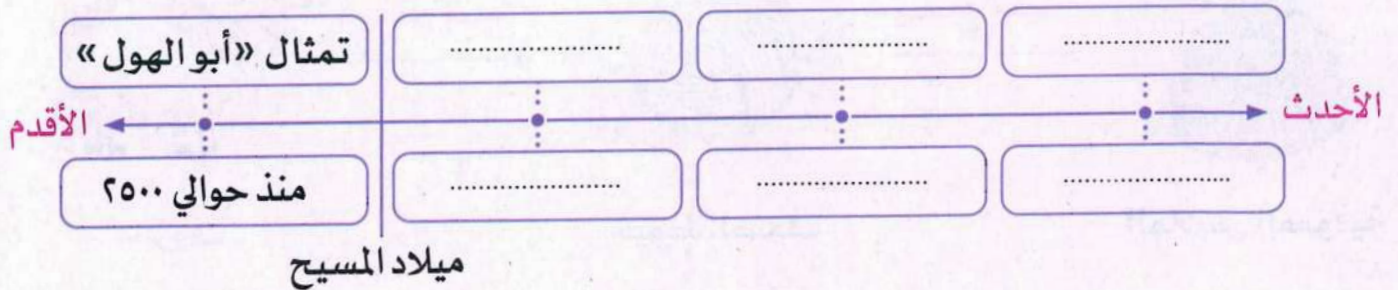 تمثال «أبو الهول» .................... .................... ....................
الأحدث
الأقدم
منذ حوالي ٢٥٠٠ .................... .................... ....................
ميلاد المسيح